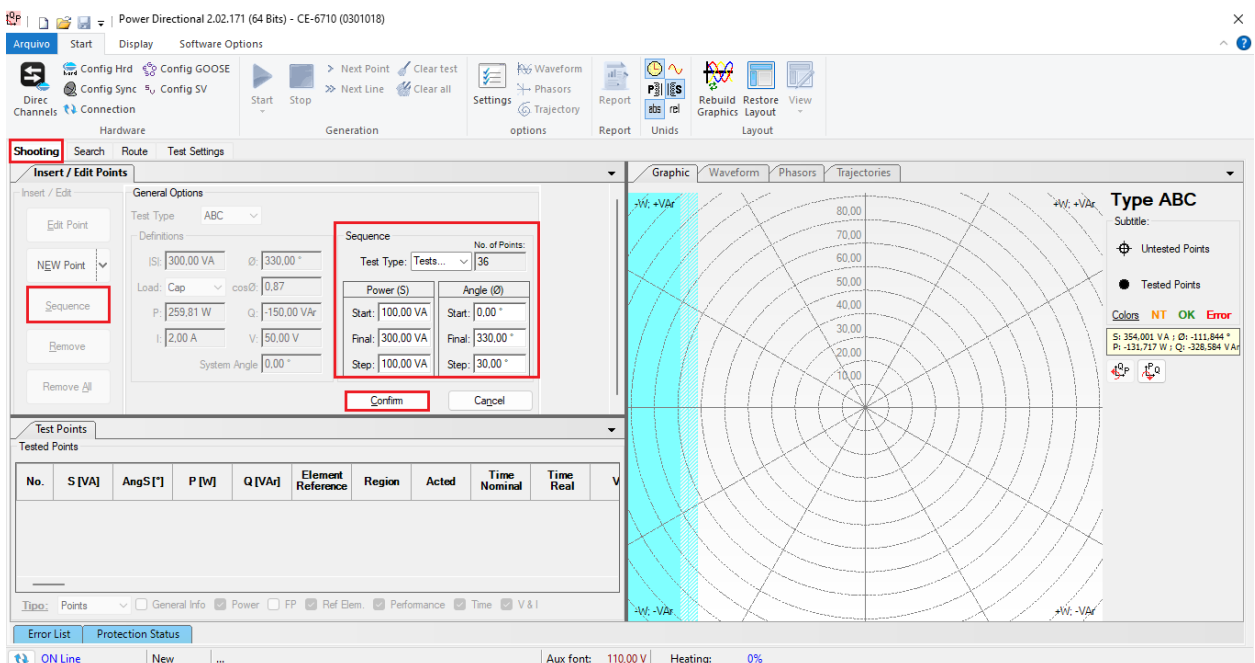 Power Directional 2.02.171 (64 Bits) - CE-6710 (0301018)
Arquivo Start Display Software Options
Direc Channels
Config Hrd Config GOOSE
Config Sync Config SV
Connection
Hardware
Start Stop
Next Point Clear test
Next Line Clear all
Generation
Settings
Waveform
Phasors
Trajectory
options
Report
Report
abs rel
Unids
Rebuild Graphics
Restore Layout
View
Layout
Shooting Search Route Test Settings
Insert / Edit Points
Insert / Edit
Edit Point
NEW Point
Sequence
Remove
Remove All
General Options
Test Type ABC
Definitions
|S|: 300,00 VA Ø: 330,00 °
Load: Cap cosØ: 0,87
P: 259,81 W Q: -150,00 VAr
I: 2,00 A V: 50,00 V
System Angle 0,00 °
Sequence
No. of Points:
Test Type: Tests... 36
Power (S) Angle (Ø)
Start: 100,00 VA Start: 0,00 °
Final: 300,00 VA Final: 330,00 °
Step: 100,00 VA Step: 30,00 °
Confirm Cancel
Test Points
Tested Points
No. S [VA] AngS [°] P [W] Q [VAr] Element Reference Region Acted Time Nominal Time Real V
Tipo: Points General Info Power FP Ref Elem. Performance Time V & I
Graphic Waveform Phasors Trajectories
-W; +VAr +W; +VAr
80,00
70,00
60,00
50,00
40,00
30,00
20,00
10,00
-W; -VAr +W; -VAr
Type ABC
Subtitle:
Untested Points
Tested Points
Colors NT OK Error
S: 354,001 VA ; Ø: -111,844 °
P: -131,717 W ; Q: -328,584 VAr
Error List Protection Status
ON Line New ... Aux font: 110.00 V Heating: 0%